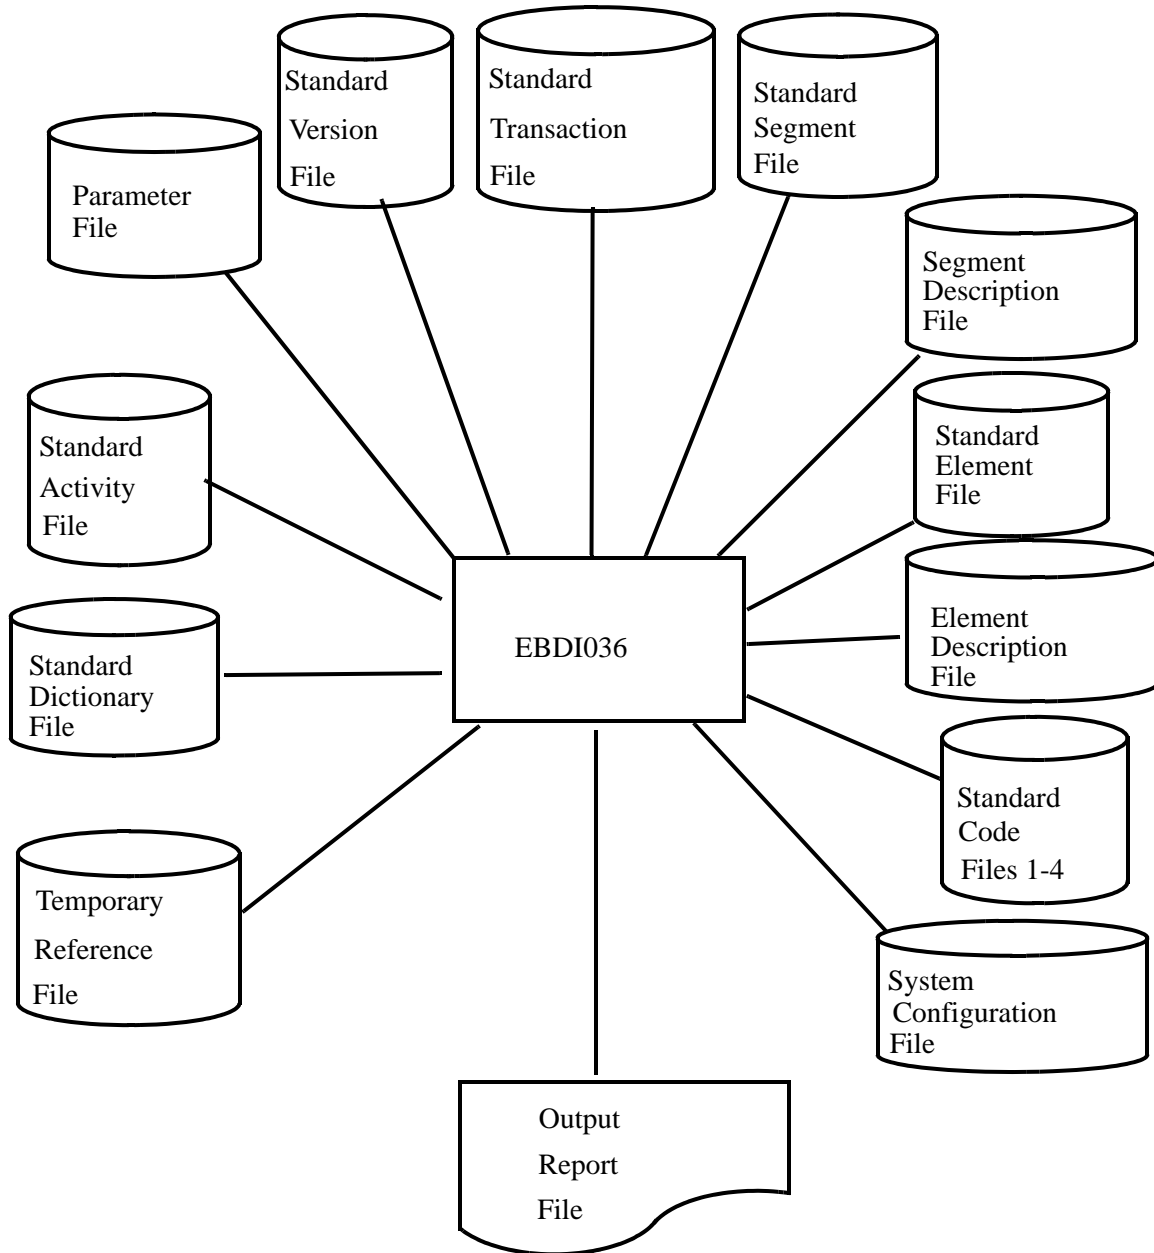 Standard
Version
File
Standard
Transaction
File
Standard
Segment
File
Parameter
File
Segment
Description
File
Standard
Activity
File
Standard
Element
File
EBDI036
Element
Description
File
Standard
Dictionary
File
Standard
Code
Files 1-4
Temporary
Reference
File
System
Configuration
File
Output
Report
File